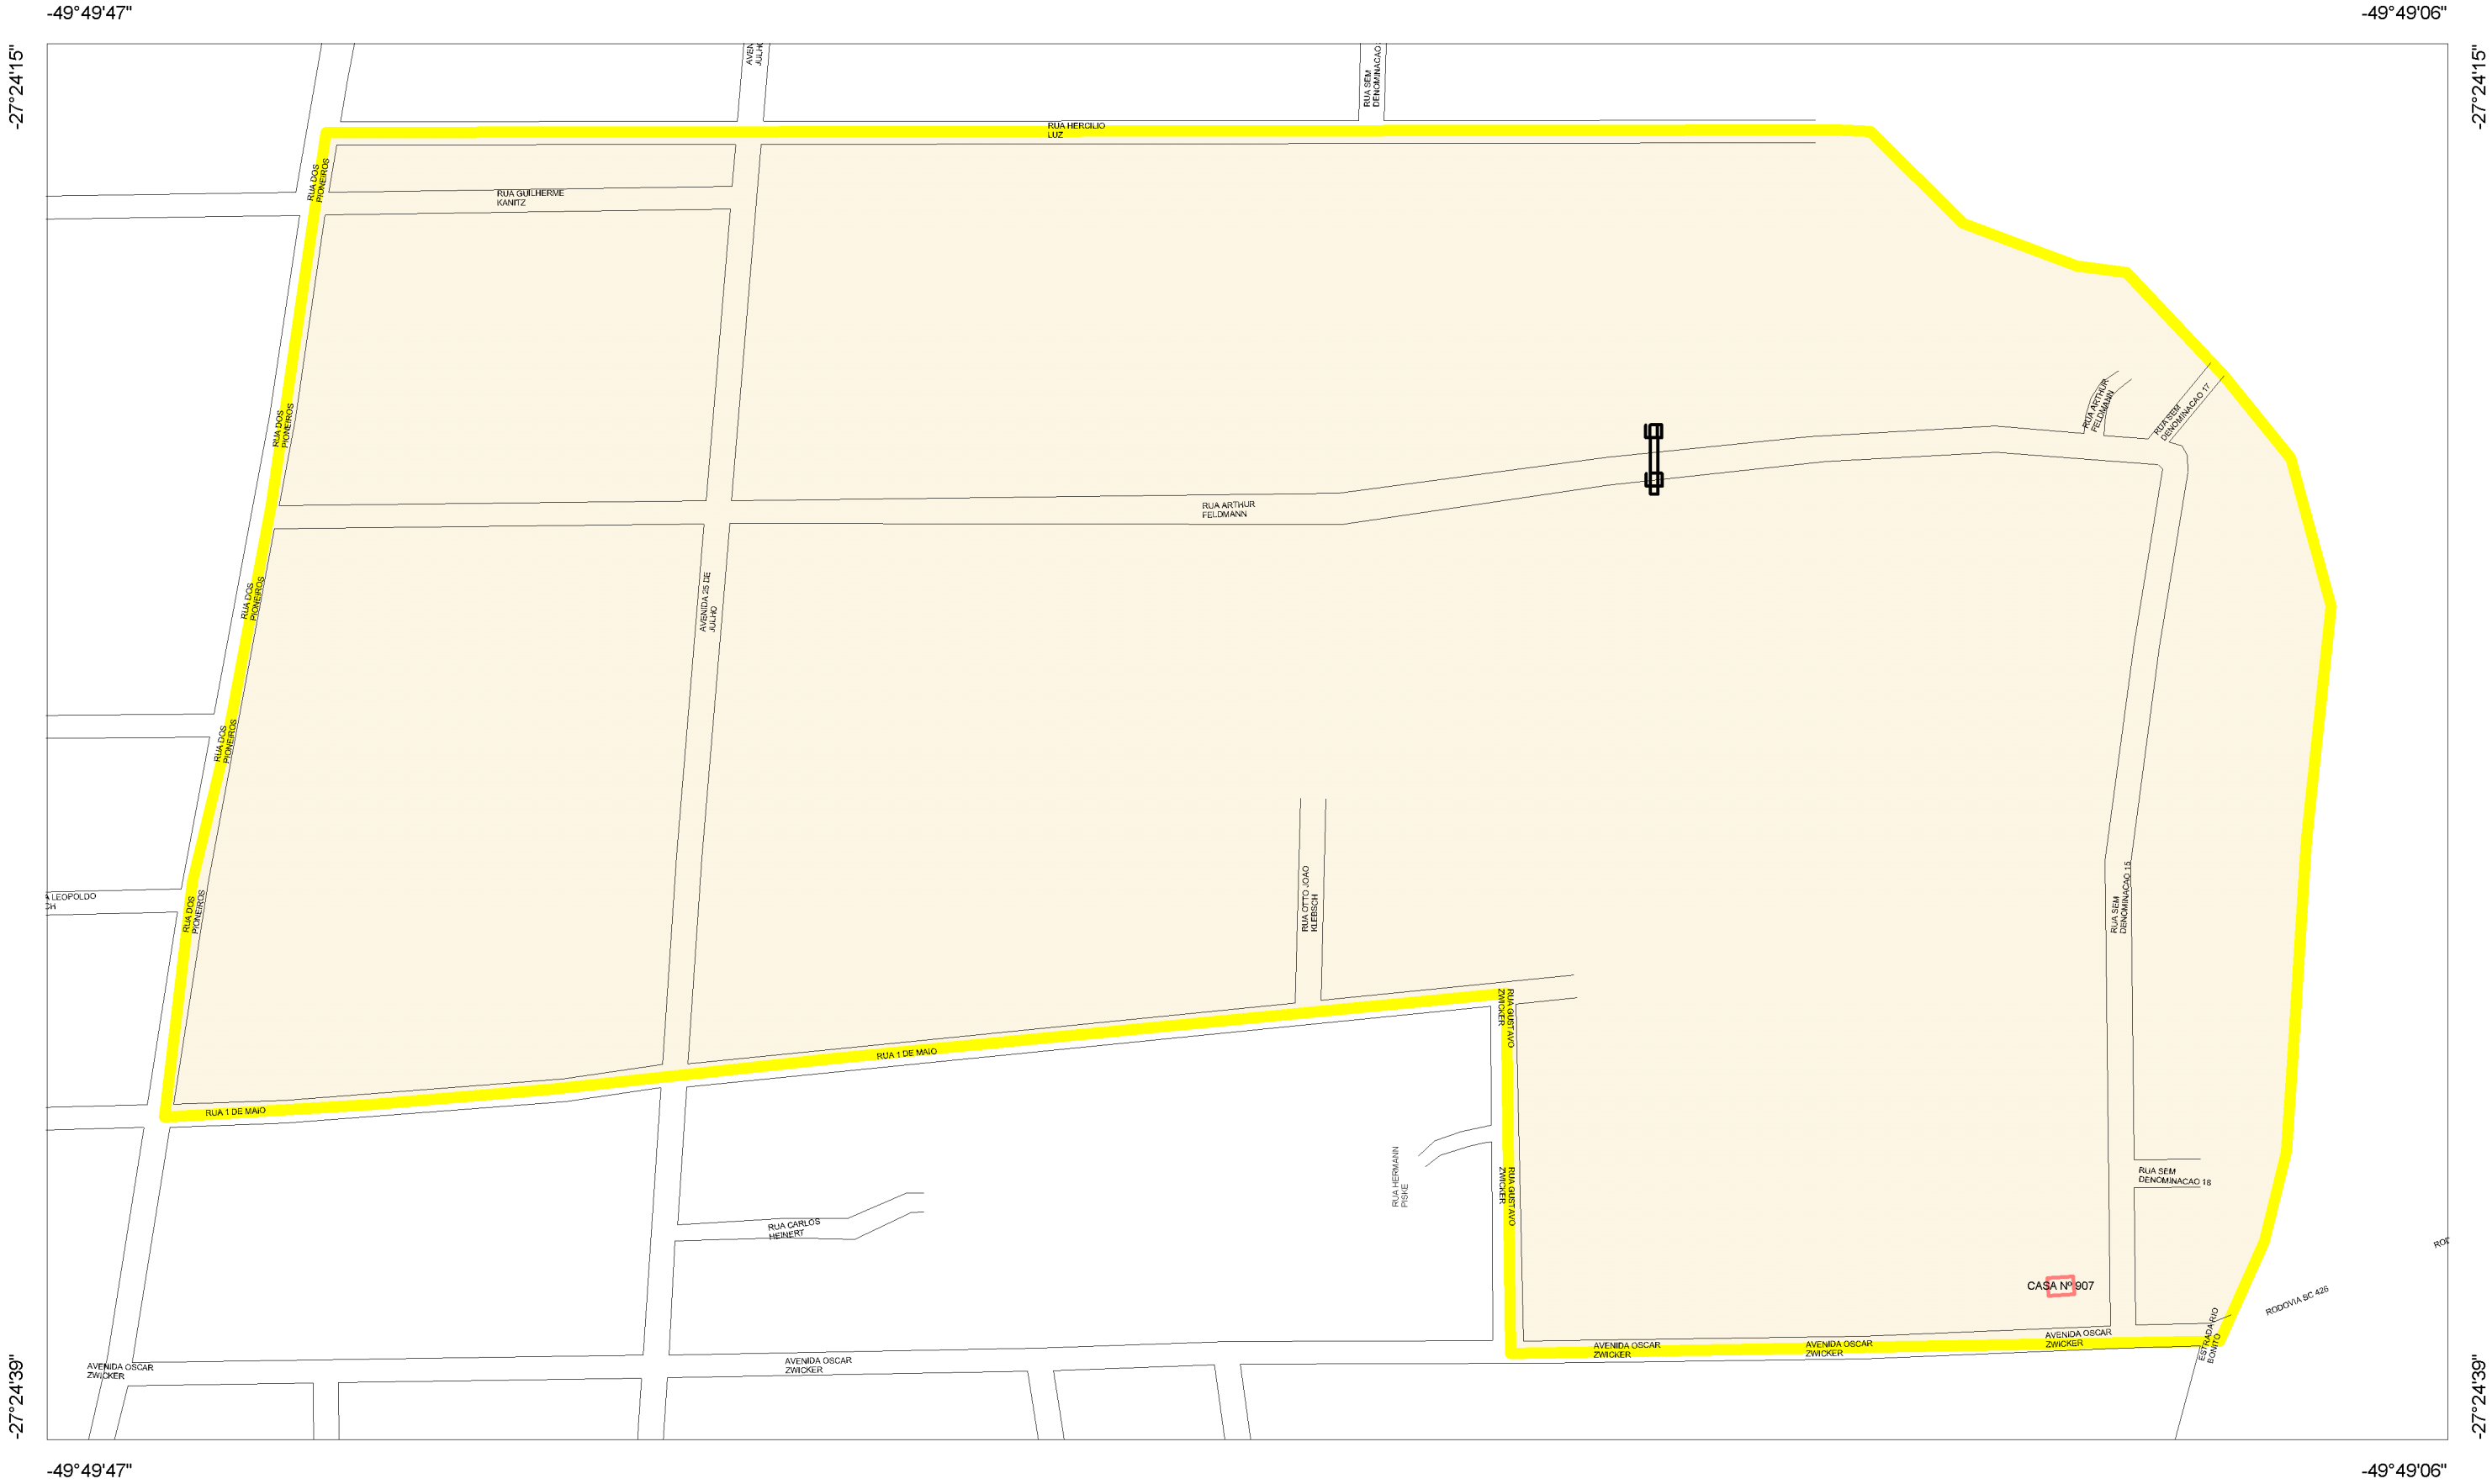 -49°49'47"
-49°49'06"
-27°24'15"
-27°24'15"
AVEN
JULHO
RUA SEM
DENOMINACAO
RUA HERCILIO
LUZ
RUA DOS
PIONEIROS
RUA GUILHERME
KANITZ
RUA ARTHUR
FELDMANN
RUA SEM
DENOMINACAO 17
RUA DOS
PIONEIROS
RUA ARTHUR
FELDMANN
RUA DOS
PIONEIROS
AVENIDA 25 DE
JULHO
RUA DOS
PIONEIROS
RUA OTTO JOAO
KLEBSCH
RUA SEM
DENOMINACAO 15
A LEOPOLDO
CH
RUA DOS
PIONEIROS
RUA GUSTAVO
ZWICKER
RUA 1 DE MAIO
RUA 1 DE MAIO
RUA HERMANN
PISKE
RUA GUSTAVO
ZWICKER
RUA SEM
DENOMINACAO 18
RUA CARLOS
HEINERT
ROD
CASA Nº 907
RODOVIA SC 426
ESTRADA RIO
BONITO
AVENIDA OSCAR
ZWICKER
AVENIDA OSCAR
ZWICKER
AVENIDA OSCAR
ZWICKER
AVENIDA OSCAR
ZWICKER
AVENIDA OSCAR
ZWICKER
-27°24'39"
-27°24'39"
-49°49'47"
-49°49'06"